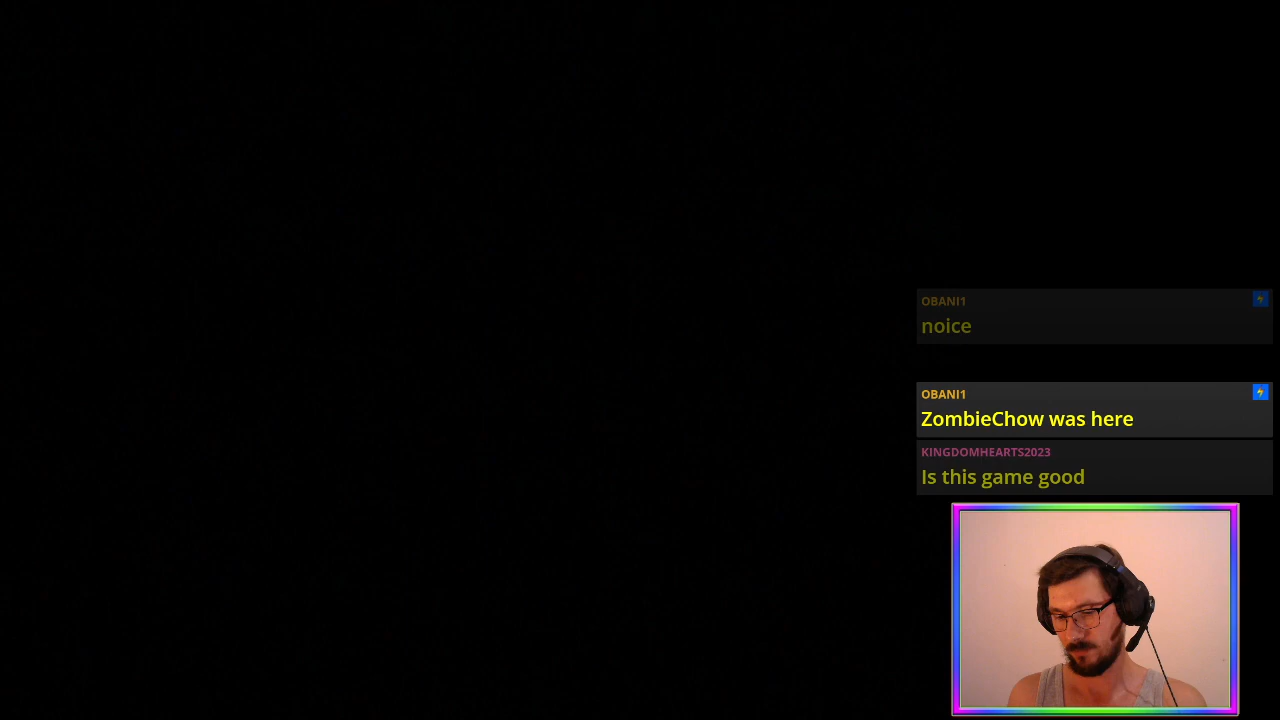 OBANI1
noice
OBANI1
ZombieChow was here
KINGDOMHEARTS2023
Is this game good